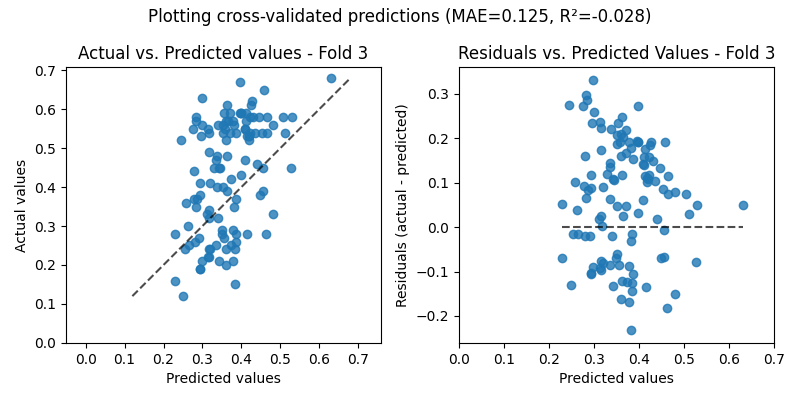 Plotting cross-validated predictions (MAE=0.125, R²=-0.028)
Actual vs. Predicted values - Fold 3
Actual values
0.7
0.6
0.5
0.4
0.3
0.2
0.1
0.0
0.0 0.1 0.2 0.3 0.4 0.5 0.6 0.7
Predicted values
Residuals vs. Predicted Values - Fold 3
Residuals (actual - predicted)
0.3
0.2
0.1
0.0
−0.1
−0.2
0.0 0.1 0.2 0.3 0.4 0.5 0.6 0.7
Predicted values